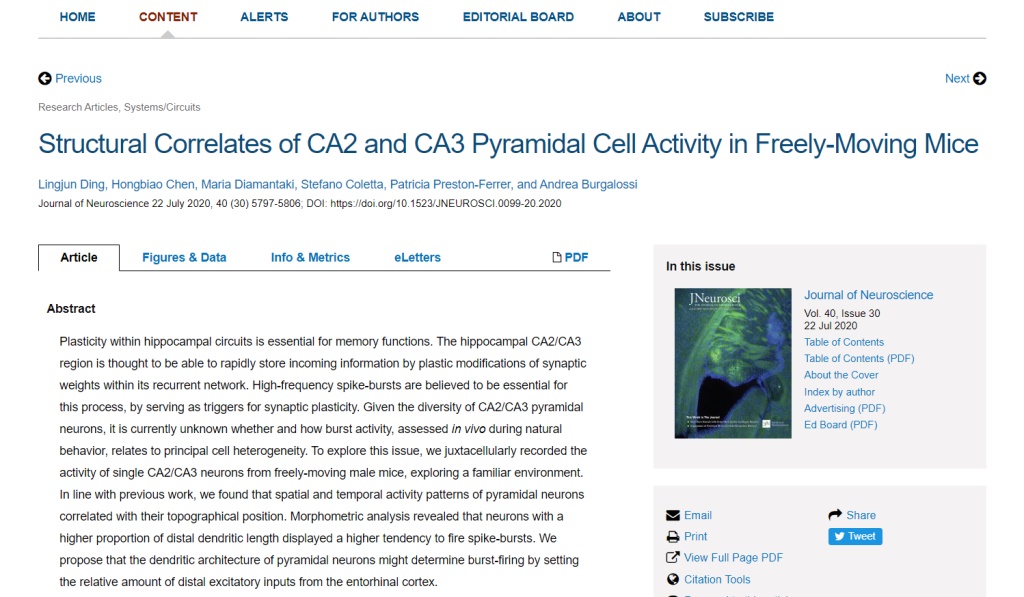 HOME CONTENT ALERTS FOR AUTHORS EDITORIAL BOARD ABOUT SUBSCRIBE
Previous
Next
Research Articles, Systems/Circuits
Structural Correlates of CA2 and CA3 Pyramidal Cell Activity in Freely-Moving Mice
Lingjun Ding, Hongbiao Chen, Maria Diamantaki, Stefano Coletta, Patricia Preston-Ferrer, and Andrea Burgalossi
Journal of Neuroscience 22 July 2020, 40 (30) 5797-5806; DOI: https://doi.org/10.1523/JNEUROSCI.0099-20.2020
Article Figures & Data Info & Metrics eLetters PDF
Abstract
Plasticity within hippocampal circuits is essential for memory functions. The hippocampal CA2/CA3
region is thought to be able to rapidly store incoming information by plastic modifications of synaptic
weights within its recurrent network. High-frequency spike-bursts are believed to be essential for
this process, by serving as triggers for synaptic plasticity. Given the diversity of CA2/CA3 pyramidal
neurons, it is currently unknown whether and how burst activity, assessed in vivo during natural
behavior, relates to principal cell heterogeneity. To explore this issue, we juxtacellularly recorded the
activity of single CA2/CA3 neurons from freely-moving male mice, exploring a familiar environment.
In line with previous work, we found that spatial and temporal activity patterns of pyramidal neurons
correlated with their topographical position. Morphometric analysis revealed that neurons with a
higher proportion of distal dendritic length displayed a higher tendency to fire spike-bursts. We
propose that the dendritic architecture of pyramidal neurons might determine burst-firing by setting
the relative amount of distal excitatory inputs from the entorhinal cortex.
In this issue
JNeurosci
Journal of Neuroscience
Vol. 40, Issue 30
22 Jul 2020
Table of Contents
Table of Contents (PDF)
About the Cover
Index by author
Advertising (PDF)
Ed Board (PDF)
Email
Share
Print
Tweet
View Full Page PDF
Citation Tools